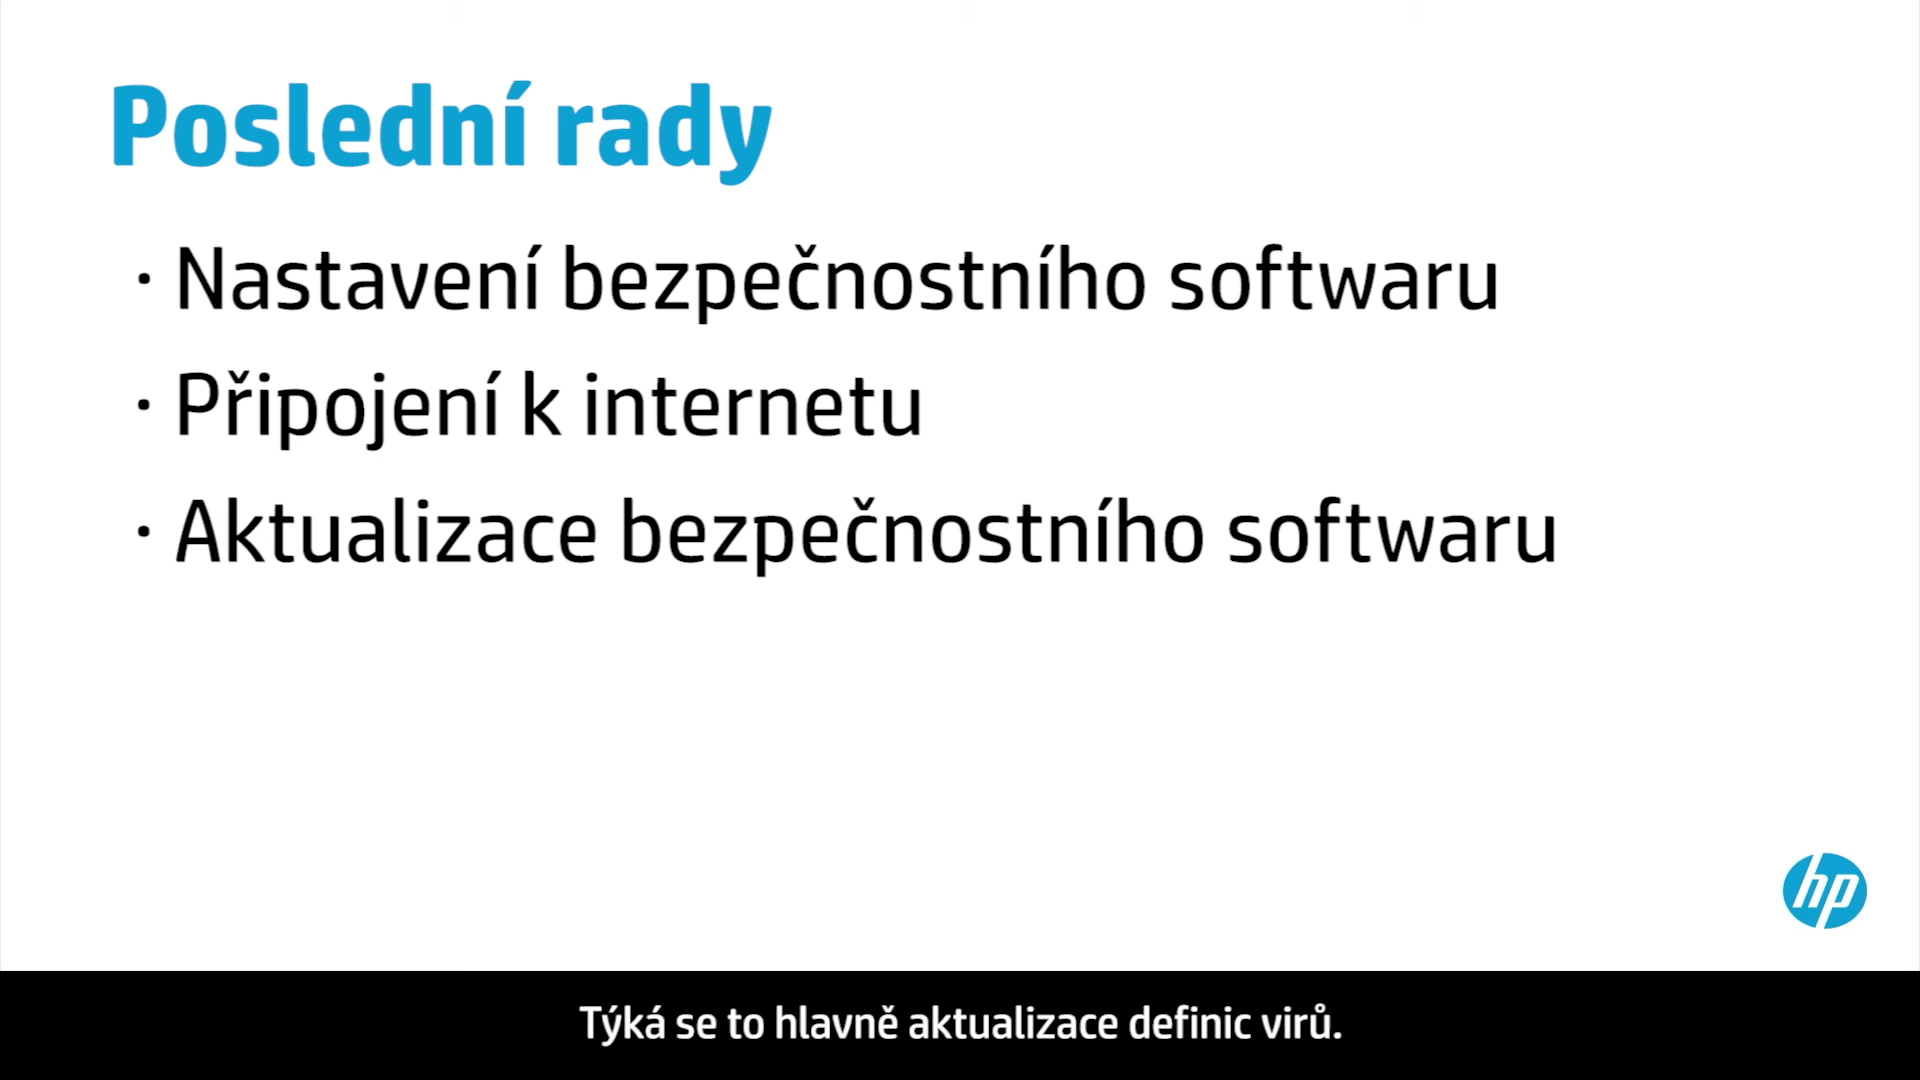 Poslední rady
· Nastavení bezpečnostního softwaru
· Připojení k internetu
· Aktualizace bezpečnostního softwaru
hp
Týká se to hlavně aktualizace definic virů.